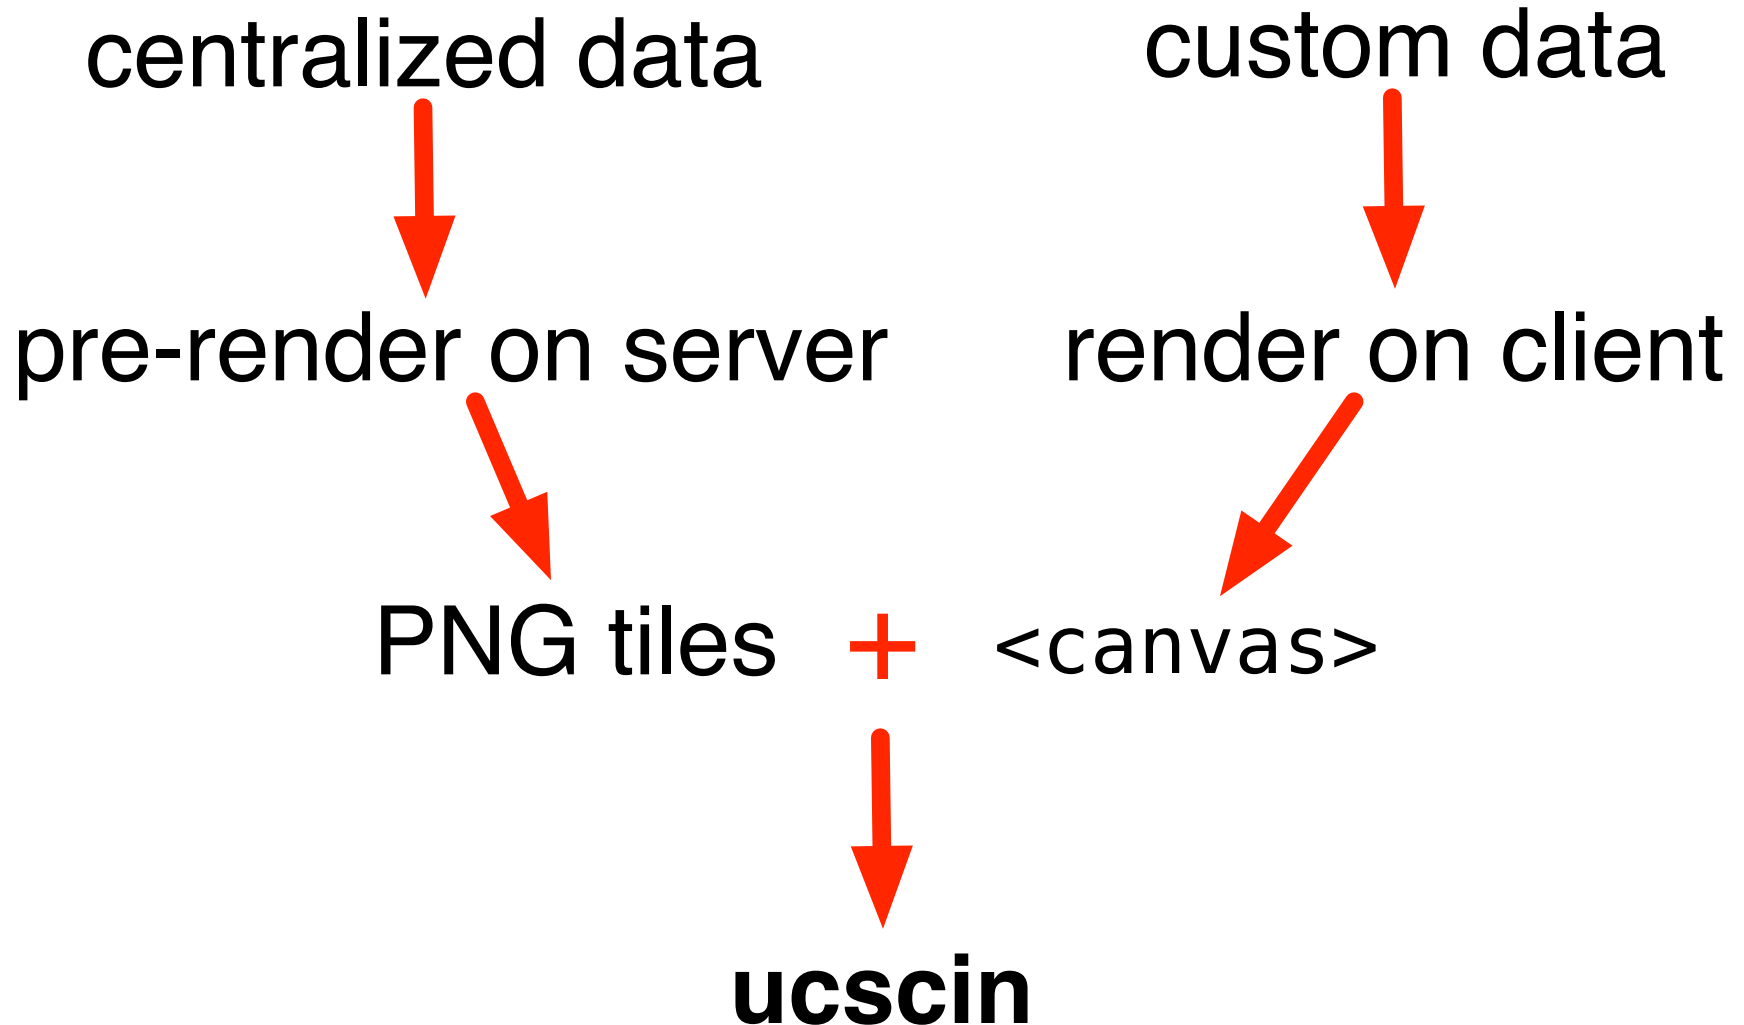 centralized data
custom data
pre-render on server
render on client
PNG tiles + <canvas>
ucscin